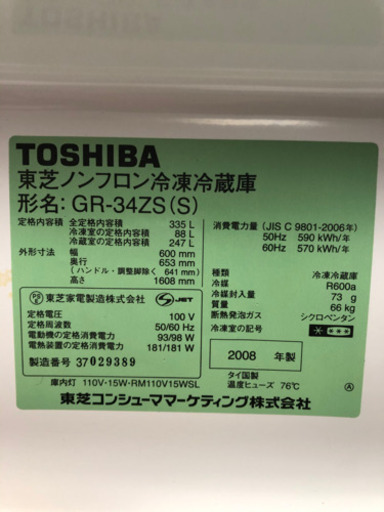 TOSHIBA
東芝ノンフロン冷凍冷蔵庫
形名:GR-34ZS(S)
定格内容積 全定格内容積 335 L
冷凍室の定格内容積 88 L
冷蔵室の定格内容積 247 L
外形寸法 幅 600 mm
奥行 653 mm
(ハンドル・調整脚除く 641 mm)
高さ 1608 mm
消費電力量 (JIS C 9801-2006年)
50Hz 590 kWh/年
60Hz 570 kWh/年
種類 冷凍冷蔵庫
冷媒 R600a
冷媒封入量 73 g
質量 66 kg
断熱発泡ガス シクロペンタン
冷凍室の記号
PS E 東芝家電製造株式会社 S-JET
定格電圧 100 V
定格周波数 50/60 Hz
電動機の定格消費電力 93/98 W
電熱装置の定格消費電力 181/181 W
製造番号 37029389
2008 年製
タイ国製
温度ヒューズ 76℃
庫内灯 110V・15W・RM110V15WSL
Ⓐ
東芝コンシューママーケティング株式会社